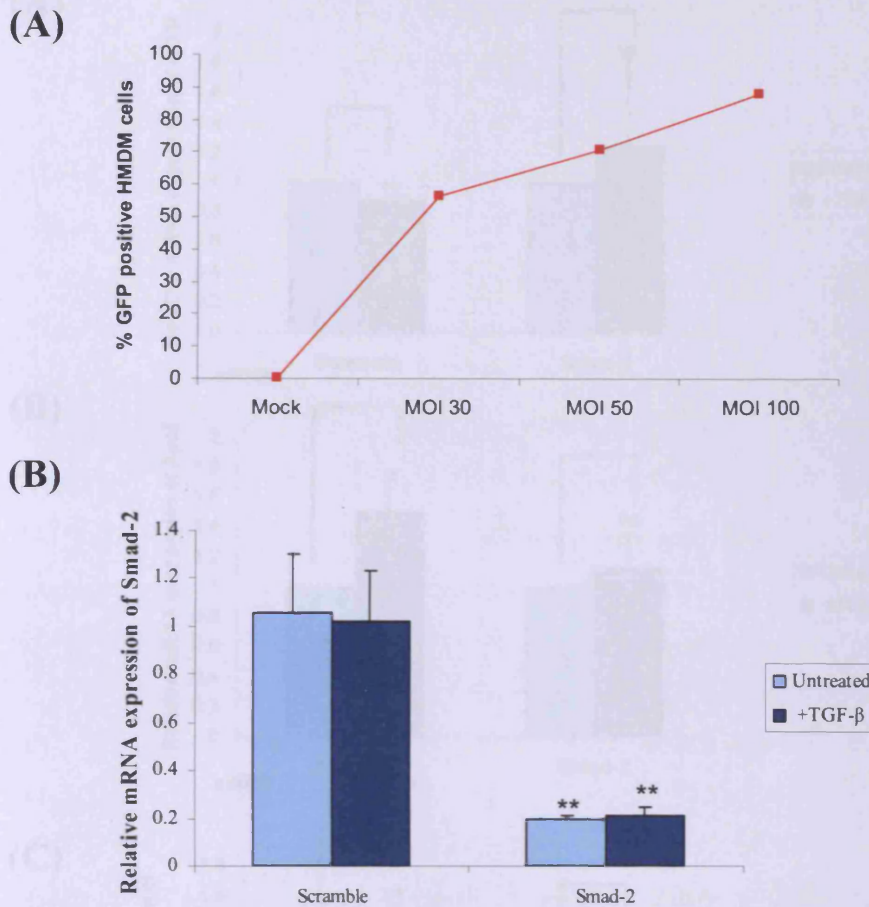 (A)
% GFP positive HMDM cells
100
90
80
70
60
50
40
30
20
10
0
Mock MOI 30 MOI 50 MOI 100
(B)
Relative mRNA expression of Smad-2
1.4
1.2
1
0.8
0.6
0.4
0.2
0
** **
Untreated
+TGF-β
Scramble Smad-2